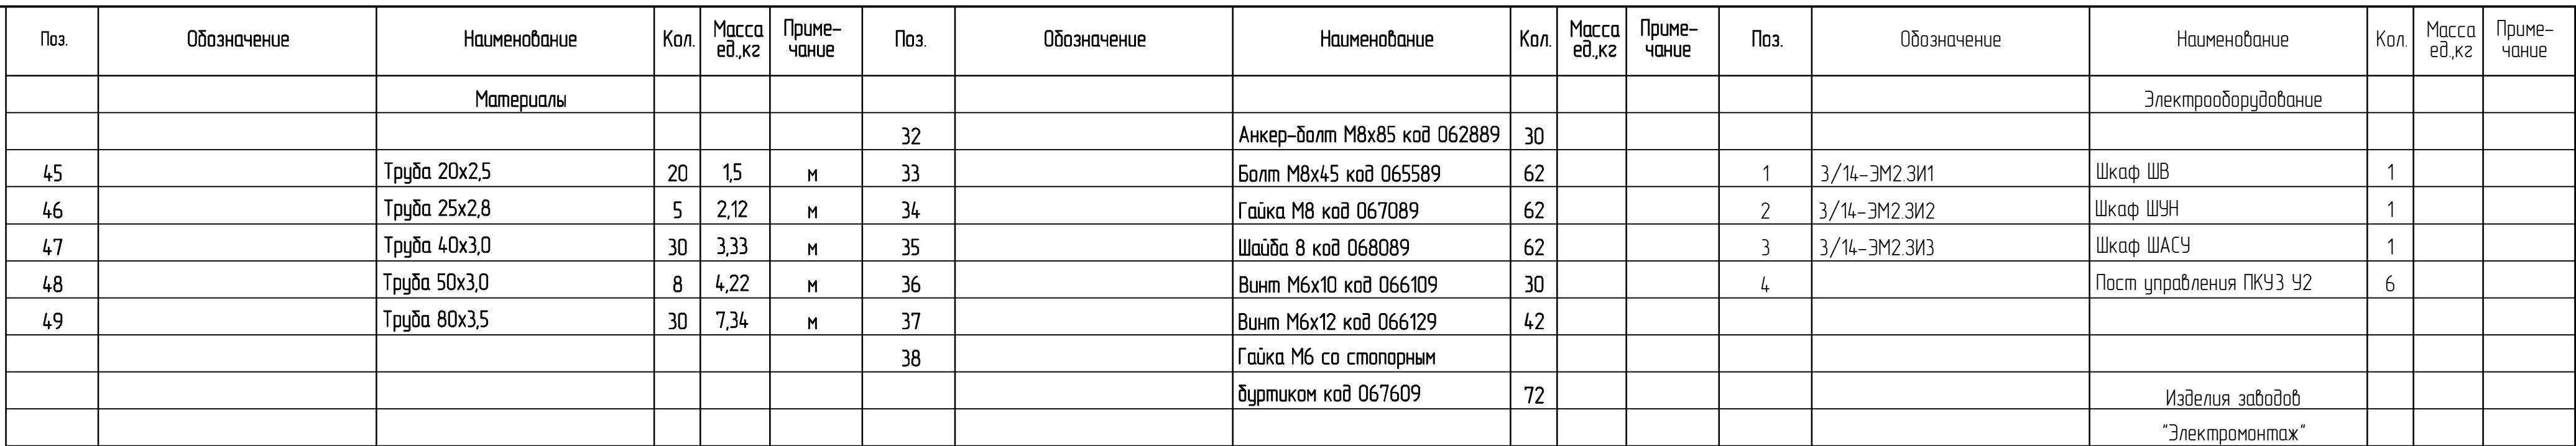 Поз. Обозначение Наименование Кол. Масса ед.,кг Приме-чание Поз. Обозначение Наименование Кол. Масса ед.,кг Приме-чание Поз. Обозначение Наименование Кол. Масса ед.,кг Приме-чание
Материалы Электрооборудование
32 Анкер-болт М8х85 код 062889 30
45 Труба 20х2,5 20 1,5 м 33 Болт М8х45 код 065589 62 1 3/14-ЭМ2.ЗИ1 Шкаф ШВ 1
46 Труба 25х2,8 5 2,12 м 34 Гайка М8 код 067089 62 2 3/14-ЭМ2.ЗИ2 Шкаф ШУН 1
47 Труба 40х3,0 30 3,33 м 35 Шайба 8 код 068089 62 3 3/14-ЭМ2.ЗИ3 Шкаф ШАСУ 1
48 Труба 50х3,0 8 4,22 м 36 Винт М6х10 код 066109 30 4 Пост управления ПКУ3 У2 6
49 Труба 80х3,5 30 7,34 м 37 Винт М6х12 код 066129 42
38 Гайка М6 со стопорным
буртиком код 067609 72 Изделия заводов
"Электромонтаж"